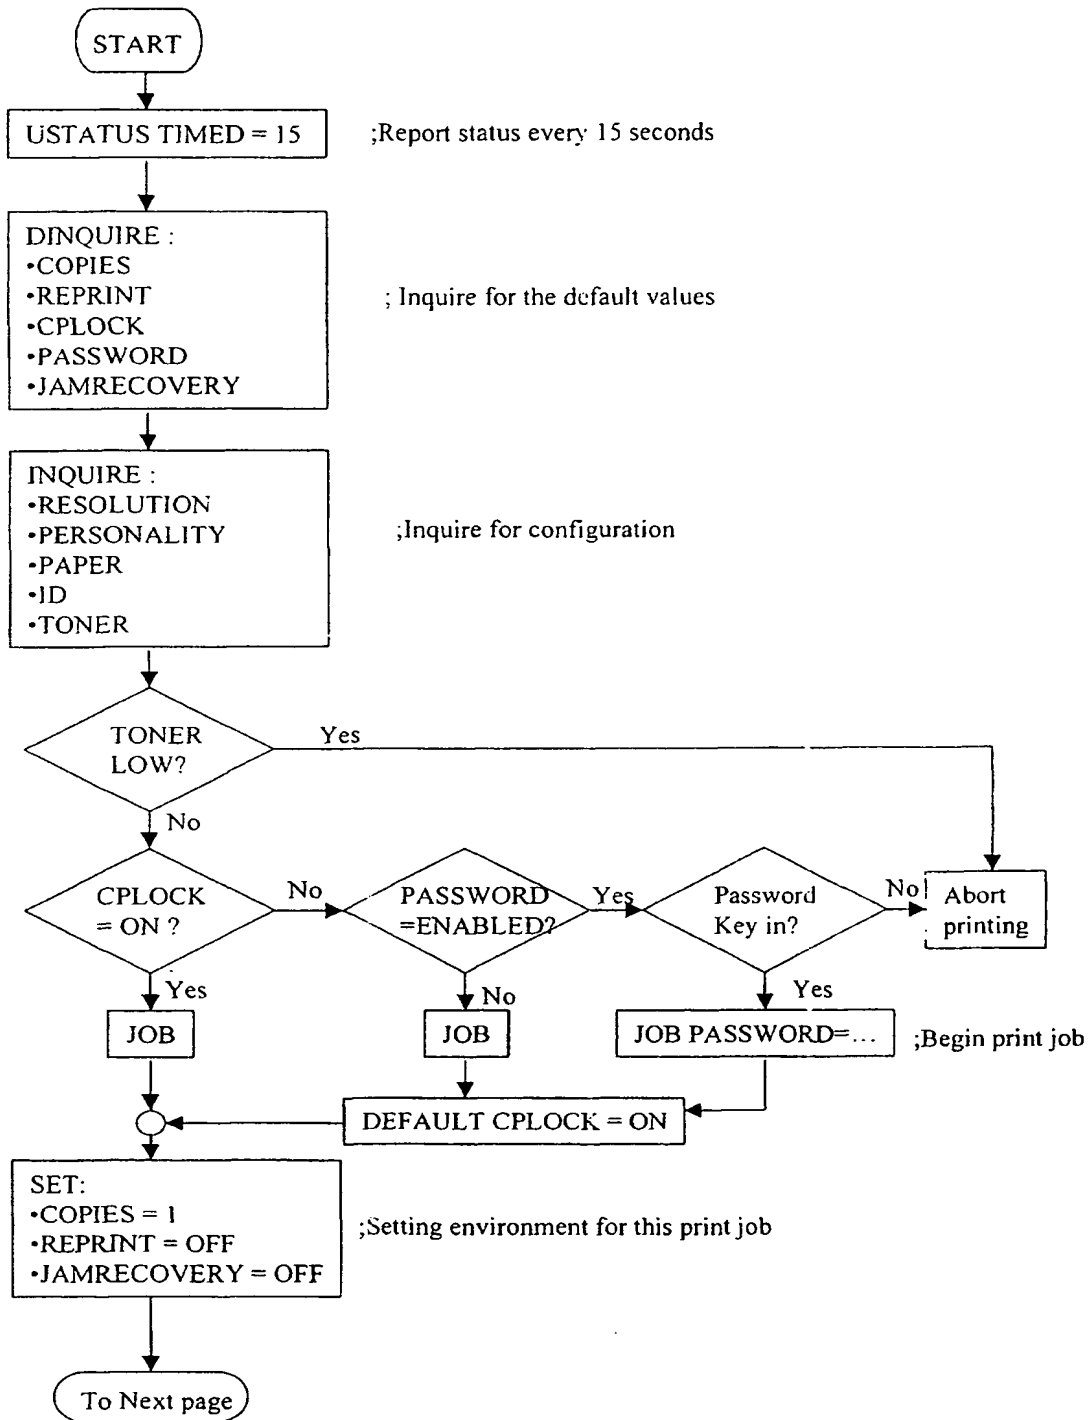 START
USTATUS TIMED = 15
;Report status every 15 seconds
DINQUIRE :
•COPIES
•REPRINT
•CPLOCK
•PASSWORD
•JAMRECOVERY
; Inquire for the default values
INQUIRE :
•RESOLUTION
•PERSONALITY
•PAPER
•ID
•TONER
;Inquire for configuration
TONER
LOW?
Yes
No
CPLOCK
= ON ?
No
PASSWORD
=ENABLED?
Yes
Password
Key in?
No
Abort
printing
Yes
No
Yes
JOB
JOB
JOB PASSWORD=...
;Begin print job
DEFAULT CPLOCK = ON
SET:
•COPIES = 1
•REPRINT = OFF
•JAMRECOVERY = OFF
;Setting environment for this print job
To Next page